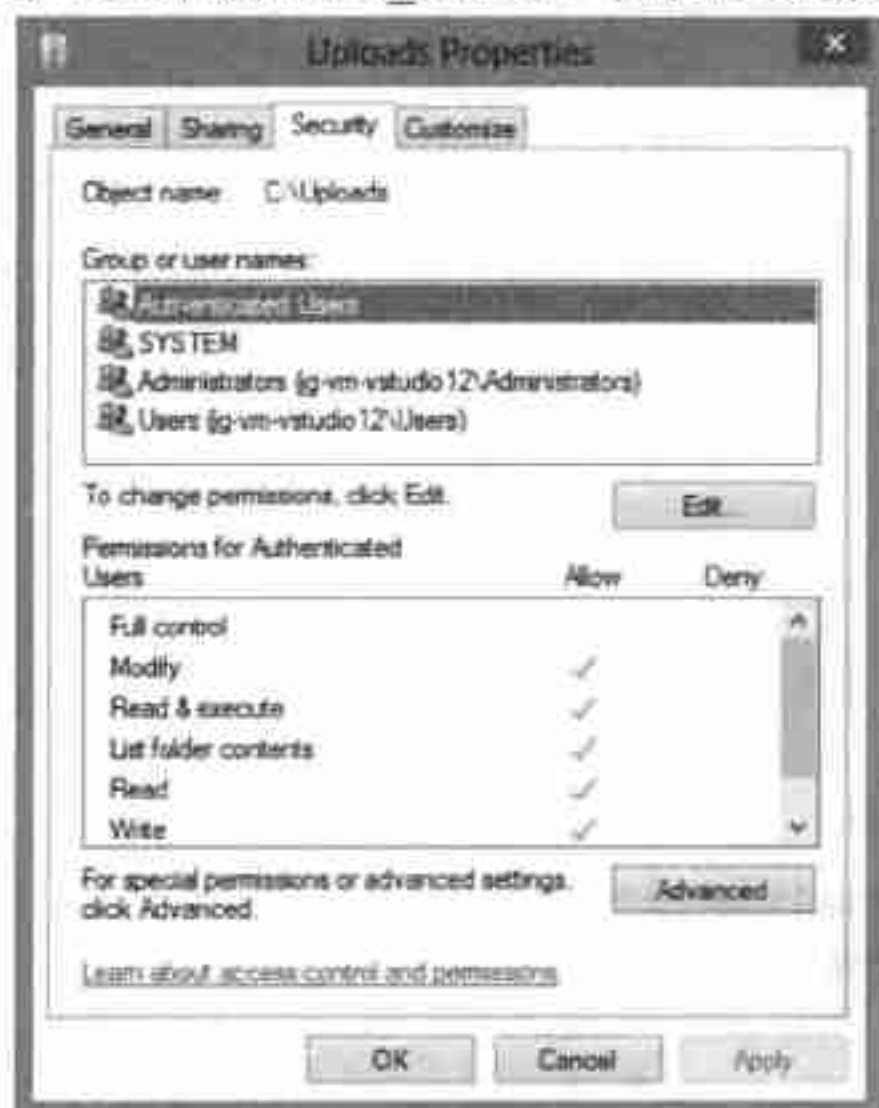 Uploads Properties
General Sharing Security Customize
Object name: C:\Uploads
Group or user names:
Authenticated Users
SYSTEM
Administrators (jg-vm-vstudio12\Administrators)
Users (jg-vm-vstudio12\Users)
To change permissions, click Edit.
Edit...
Permissions for Authenticated
Users Allow Deny
Full control
Modify
Read & execute
List folder contents
Read
Write
For special permissions or advanced settings,
click Advanced.
Advanced
Learn about access control and permissions
OK Cancel Apply